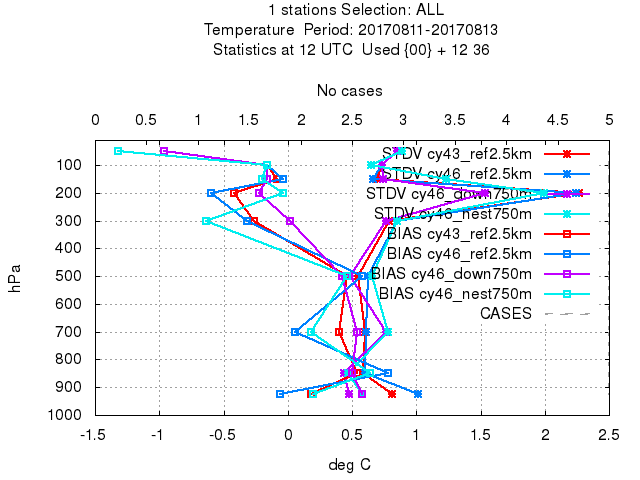 1 stations Selection: ALL
Temperature Period: 20170811-20170813
Statistics at 12 UTC Used {00} + 12 36
No cases
0 0.5 1 1.5 2 2.5 3 3.5 4 4.5 5
STDV cy43_ref2.5km
STDV cy46_ref2.5km
STDV cy46_down750m
STDV cy46_nest750m
BIAS cy43_ref2.5km
BIAS cy46_ref2.5km
BIAS cy46_down750m
BIAS cy46_nest750m
CASES
100
200
300
400
500
600
700
800
900
1000
hPa
-1.5 -1 -0.5 0 0.5 1 1.5 2 2.5
deg C